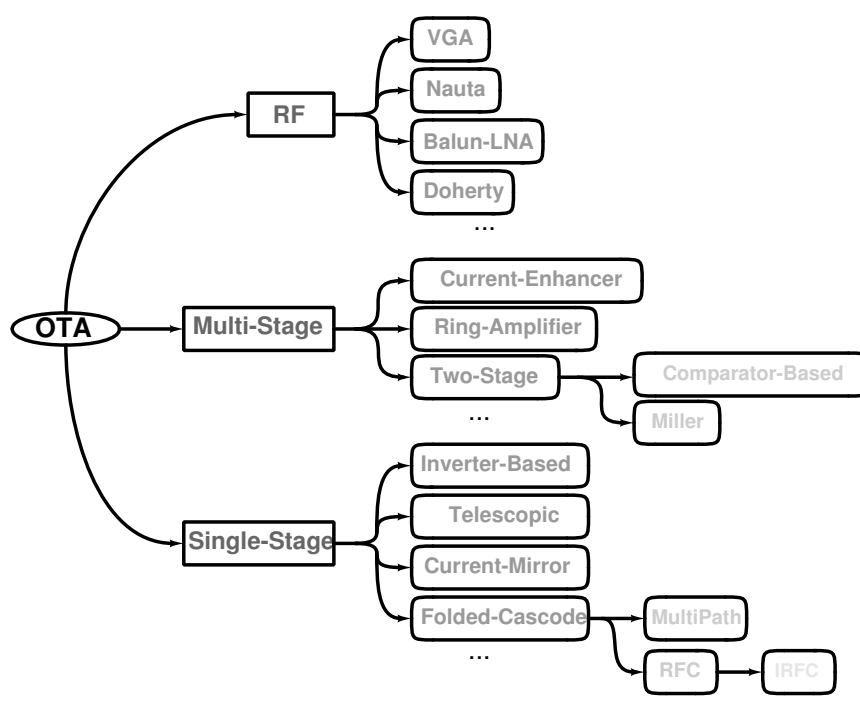 VGA
RF
Nauta
Balun-LNA
Doherty
...
Current-Enhancer
OTA
Multi-Stage
Ring-Amplifier
Two-Stage
Comparator-Based
...
Miller
Inverter-Based
Telescopic
Single-Stage
Current-Mirror
Folded-Cascode
MultiPath
...
RFC
IRFC